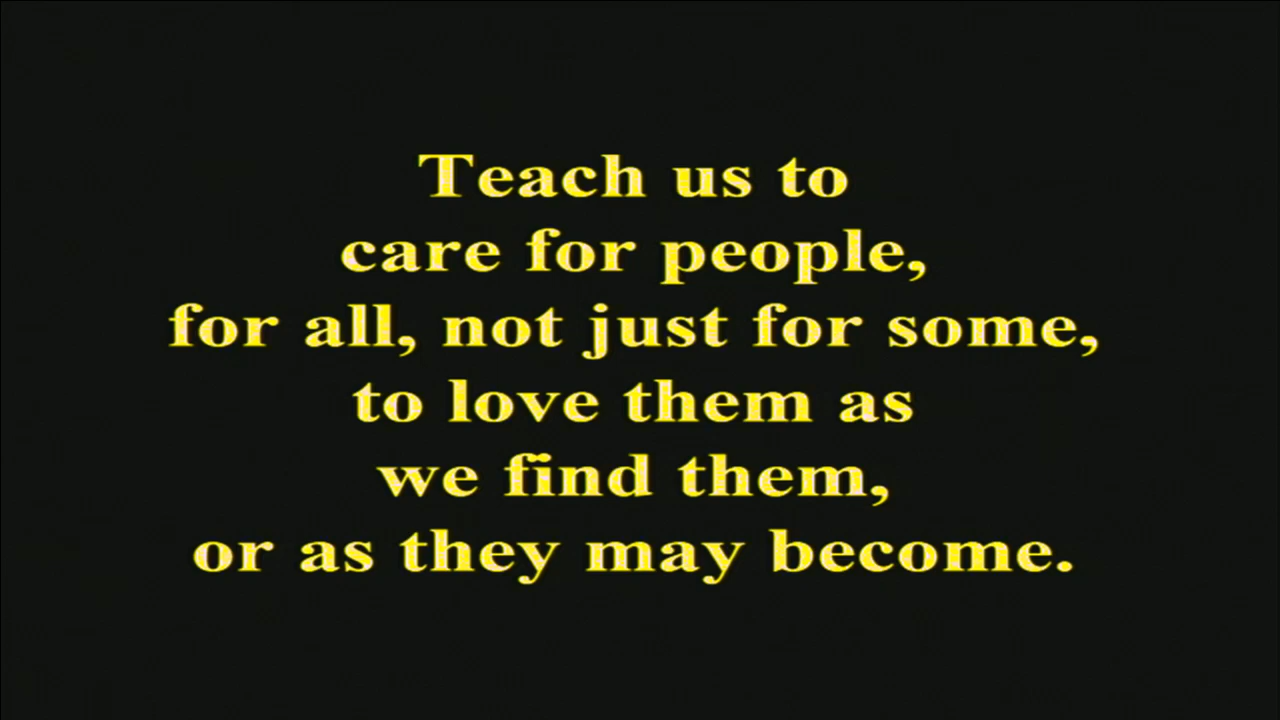 Teach us to
care for people,
for all, not just for some,
to love them as
we find them,
or as they may become.